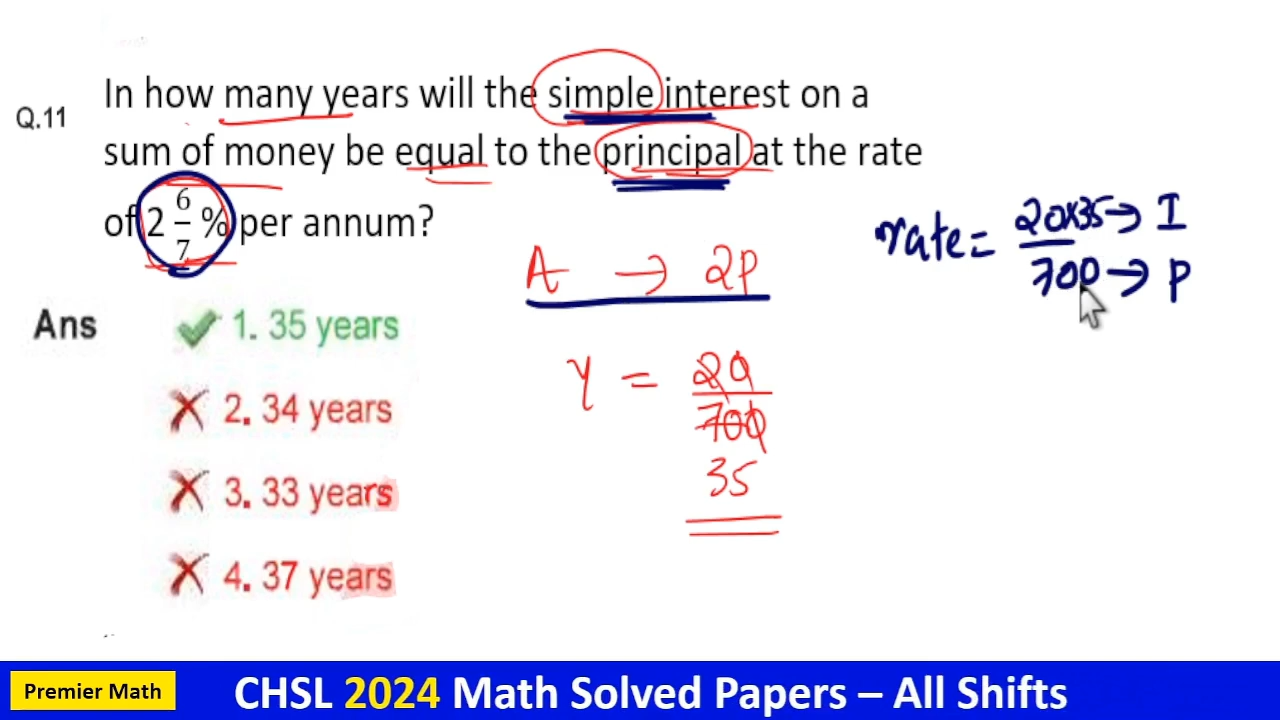 Q.11
In how many years will the simple interest on a
sum of money be equal to the principal at the rate
of 2 6/7 % per annum?
rate = 20x35 → I
700 → P
A → 2P
Ans
1. 35 years
2. 34 years
3. 33 years
4. 37 years
Y = 20
700
35
Premier Math
CHSL 2024 Math Solved Papers – All Shifts